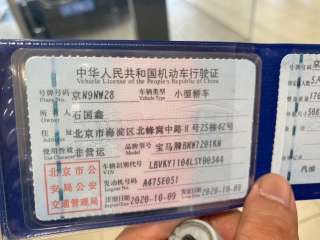 中华人民共和国机动车行驶证
Vehicle License of the People's Republic of China
号牌号码 京N9NW28 车辆类型 小型轿车
Plate No. Vehicle Type
所有人 石国鑫
Owner
住址 北京市海淀区北蜂窝中路8号25栋42号
Address
使用性质 非营运 品牌型号 宝马牌BMW7201KN
Use Character Model
北京市公安局公安交通管理局
车辆识别代号 LBVKY1104LSY00344
VIN
发动机号码 A475E051
Engine No.
注册日期 2020-10-09 发证日期 2020-10-09
汽油